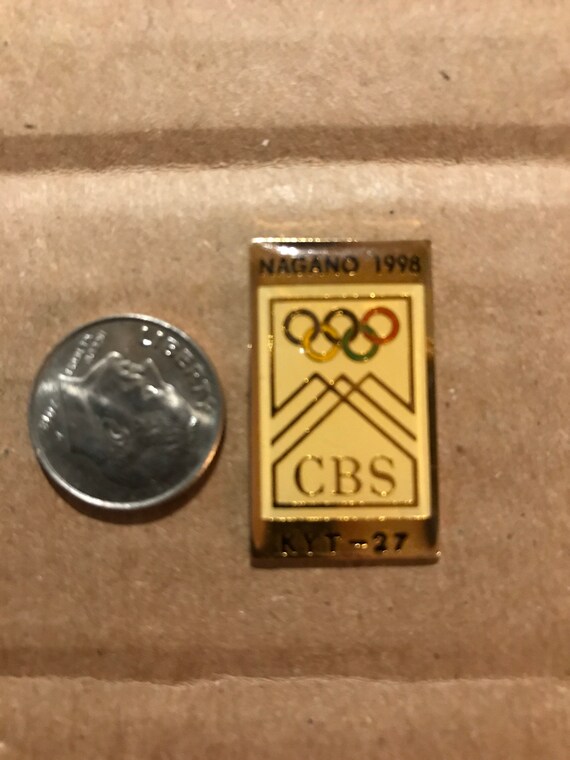 NAGANO 1998
CBS
KYT-27
LIBERTY